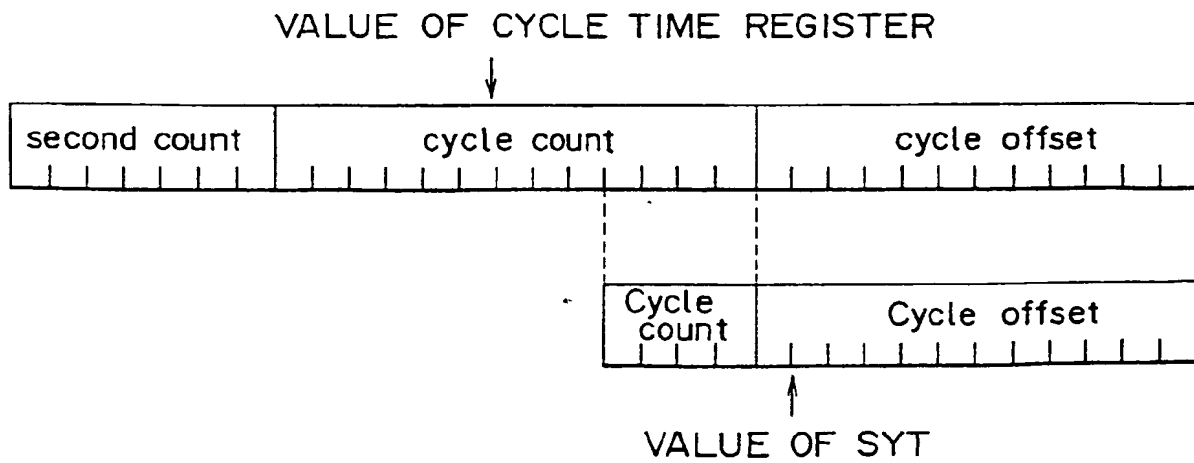 VALUE OF CYCLE TIME REGISTER
second count cycle count cycle offset
Cycle count Cycle offset
VALUE OF SYT